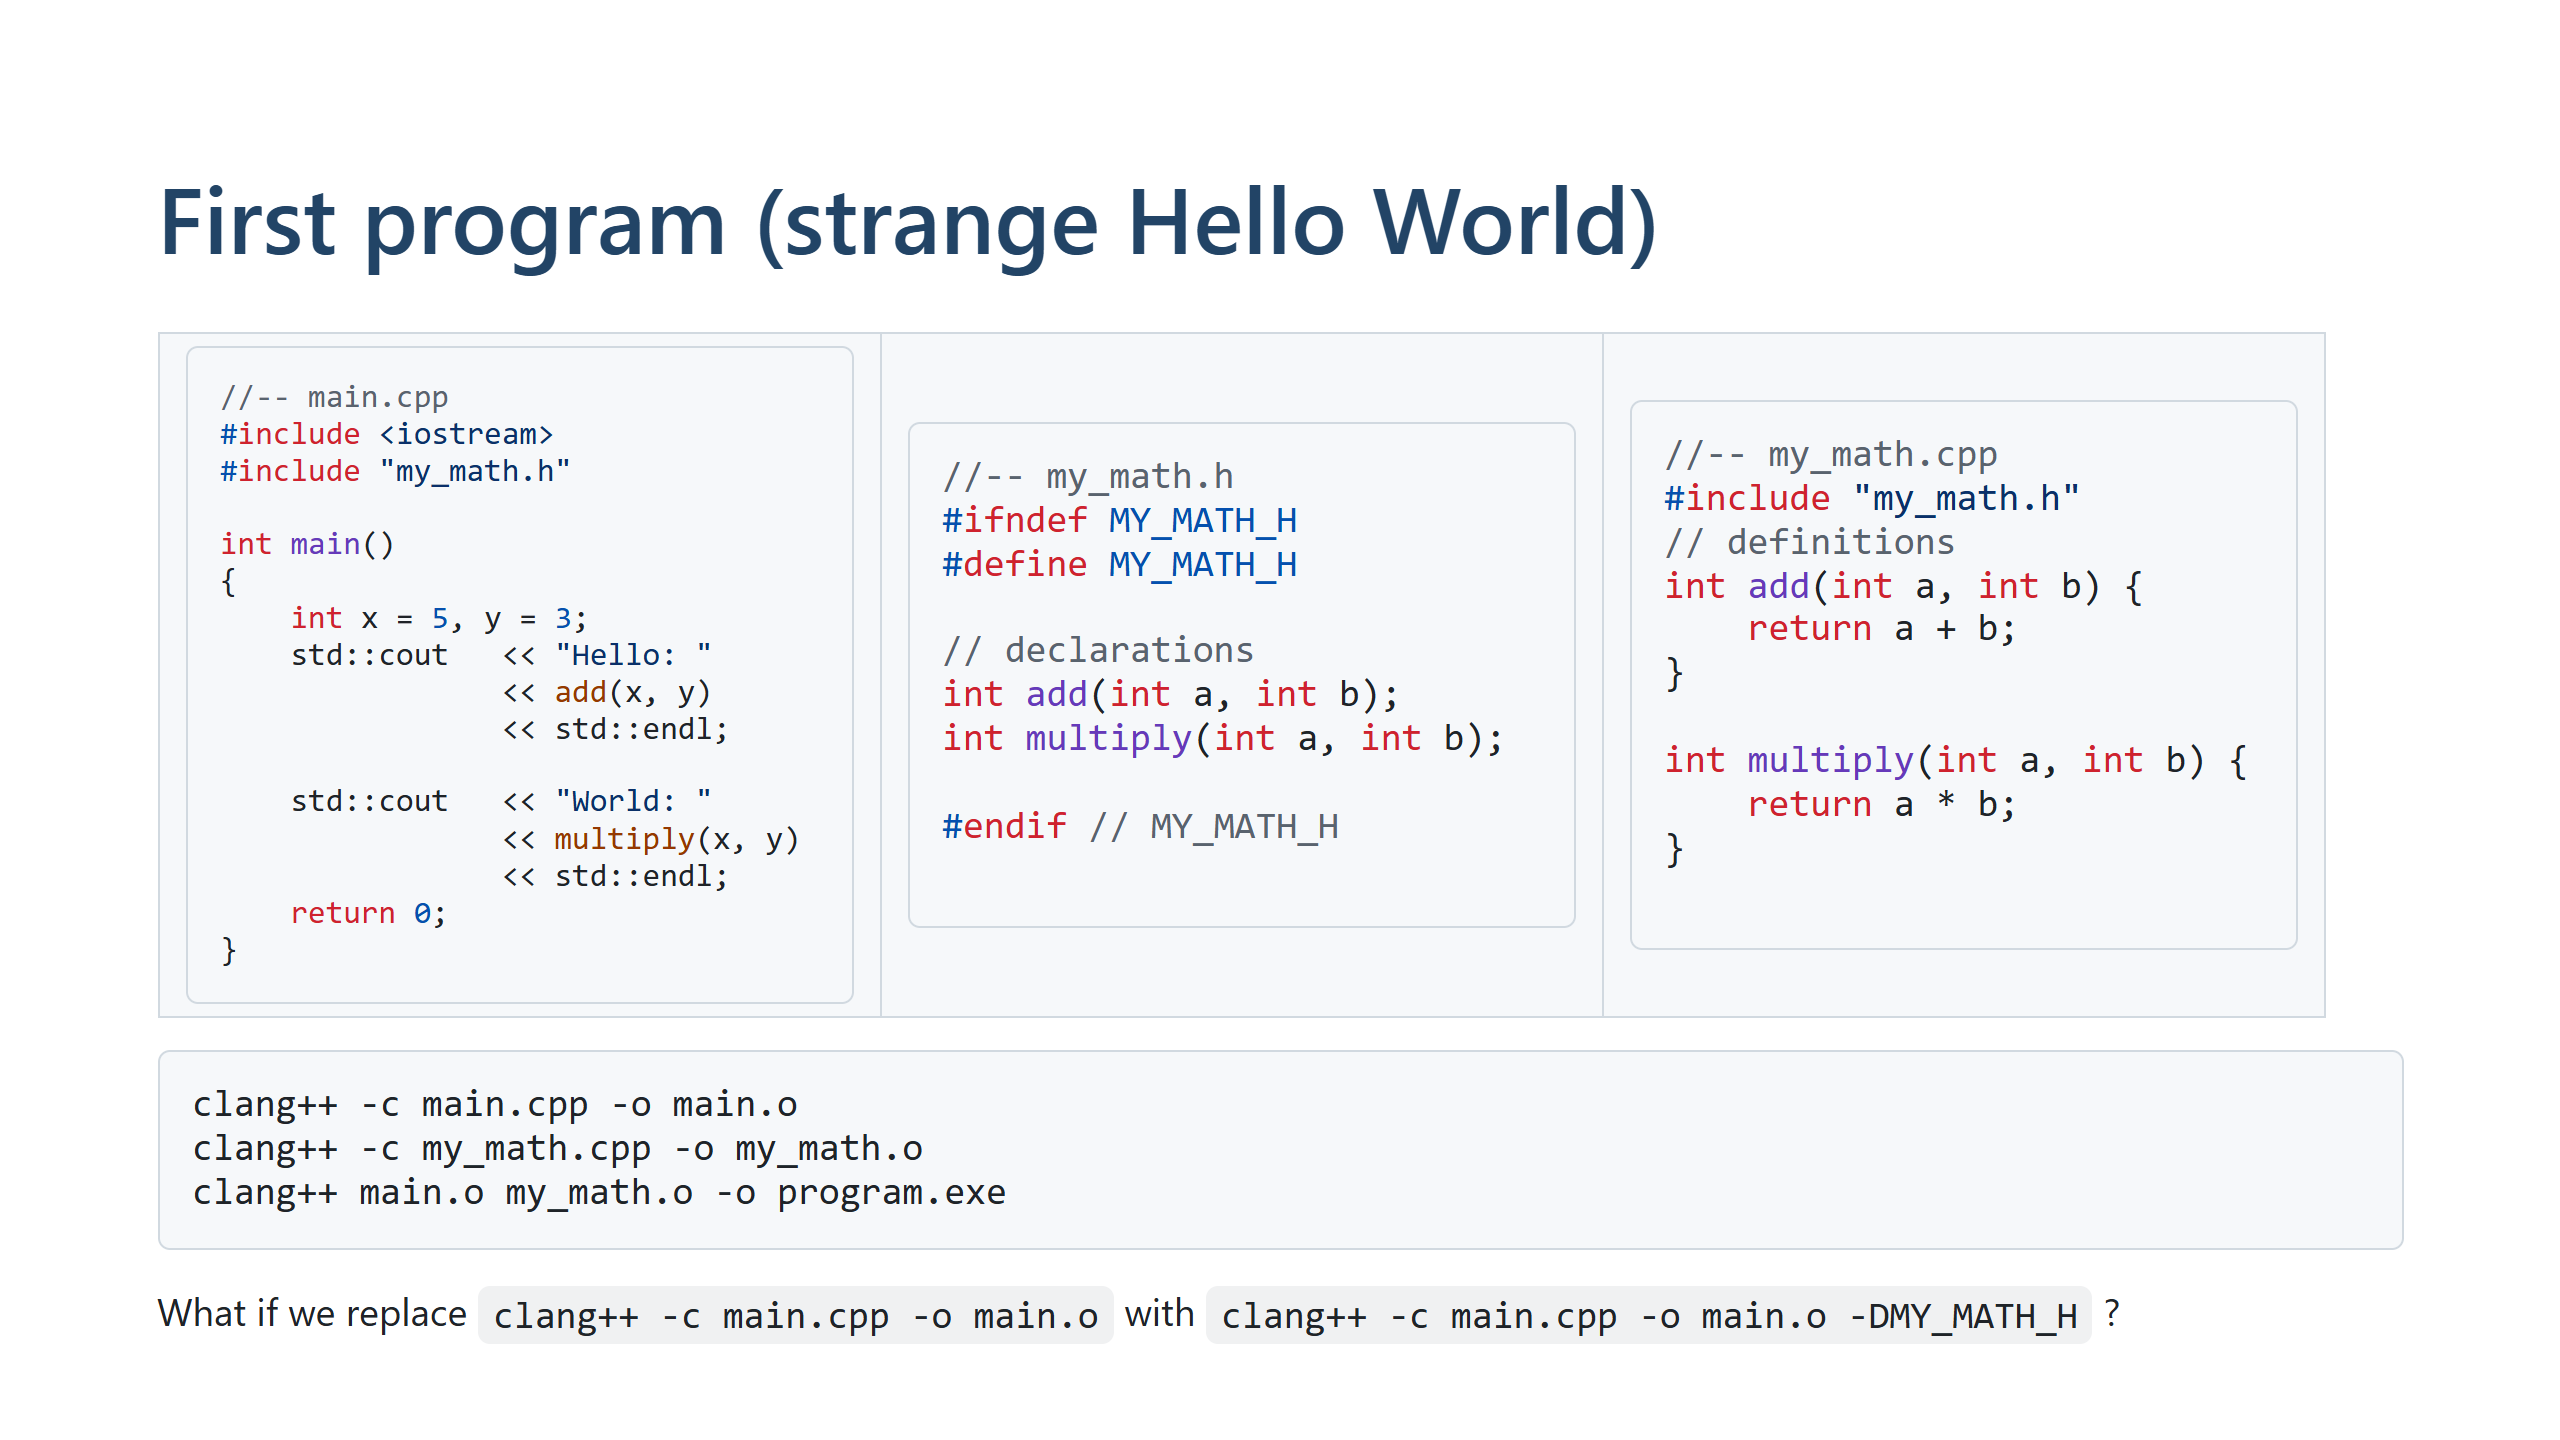 First program (strange Hello World)
//-- main.cpp
#include <iostream>
#include "my_math.h"
int main()
{
    int x = 5, y = 3;
    std::cout   << "Hello: "
                << add(x, y)
                << std::endl;
    std::cout   << "World: "
                << multiply(x, y)
                << std::endl;
    return 0;
}
//-- my_math.h
#ifndef MY_MATH_H
#define MY_MATH_H
// declarations
int add(int a, int b);
int multiply(int a, int b);
#endif // MY_MATH_H
//-- my_math.cpp
#include "my_math.h"
// definitions
int add(int a, int b) {
    return a + b;
}
int multiply(int a, int b) {
    return a * b;
}
clang++ -c main.cpp -o main.o
clang++ -c my_math.cpp -o my_math.o
clang++ main.o my_math.o -o program.exe
What if we replace clang++ -c main.cpp -o main.o with clang++ -c main.cpp -o main.o -DMY_MATH_H ?